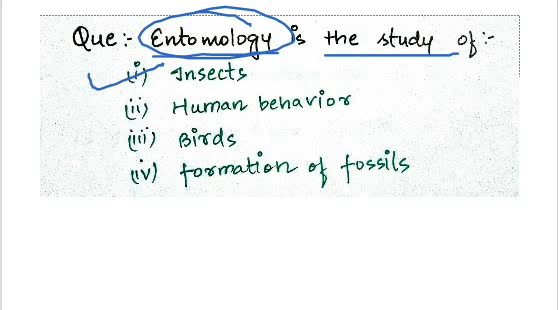 Que:- Entomology is the study of:-
(i) Insects
(ii) Human behavior
(iii) Birds
(iv) formation of fossils